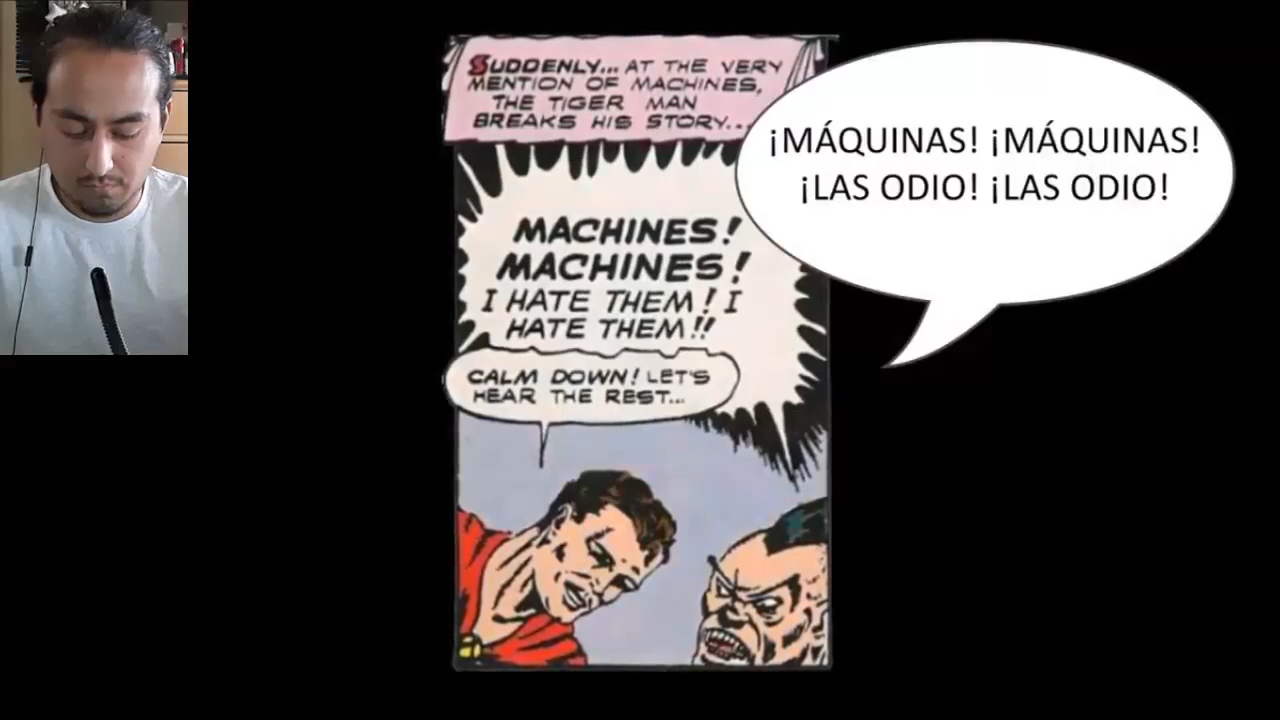 SUDDENLY... AT THE VERY
MENTION OF MACHINES,
THE TIGER MAN
BREAKS HIS STORY...
¡MÁQUINAS! ¡MÁQUINAS!
¡LAS ODIO! ¡LAS ODIO!
MACHINES!
MACHINES!
I HATE THEM! I
HATE THEM!!
CALM DOWN! LET'S
HEAR THE REST...